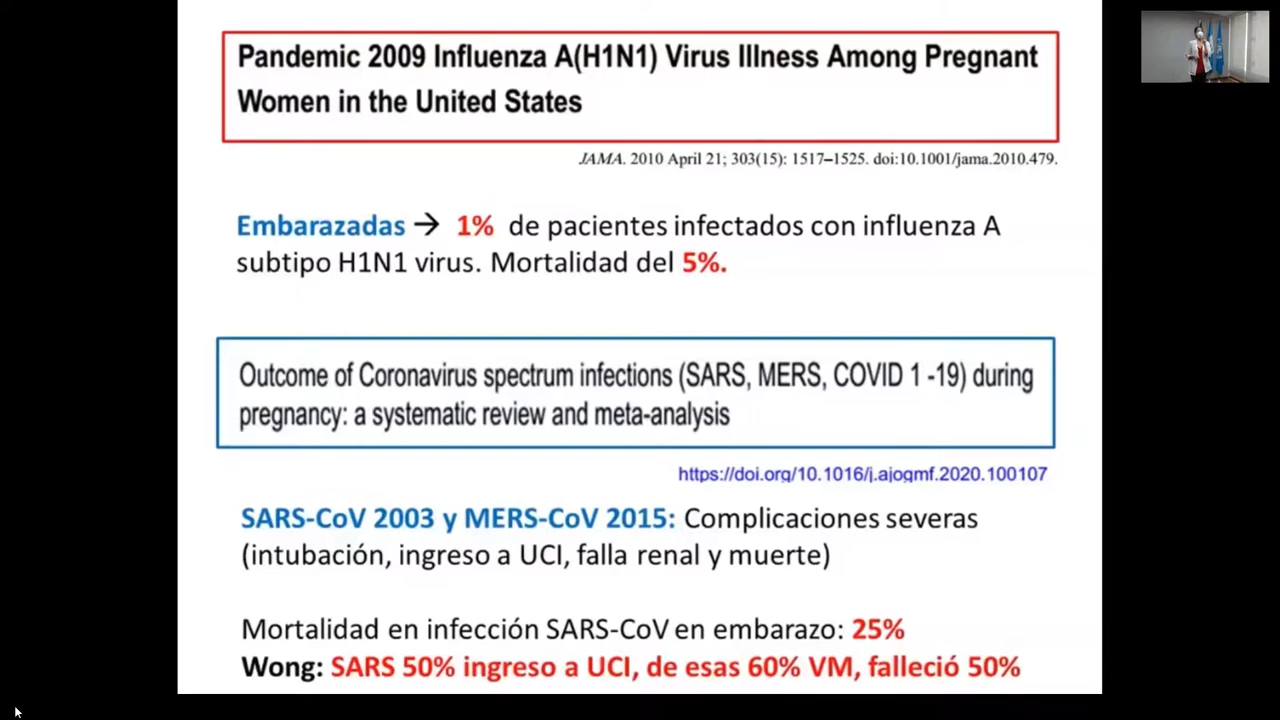 Pandemic 2009 Influenza A(H1N1) Virus Illness Among Pregnant
Women in the United States
JAMA. 2010 April 21; 303(15): 1517–1525. doi:10.1001/jama.2010.479.
Embarazadas → 1% de pacientes infectados con influenza A
subtipo H1N1 virus. Mortalidad del 5%.
Outcome of Coronavirus spectrum infections (SARS, MERS, COVID 1 -19) during
pregnancy: a systematic review and meta-analysis
https://doi.org/10.1016/j.ajogmf.2020.100107
SARS-CoV 2003 y MERS-CoV 2015: Complicaciones severas
(intubación, ingreso a UCI, falla renal y muerte)
Mortalidad en infección SARS-CoV en embarazo: 25%
Wong: SARS 50% ingreso a UCI, de esas 60% VM, falleció 50%